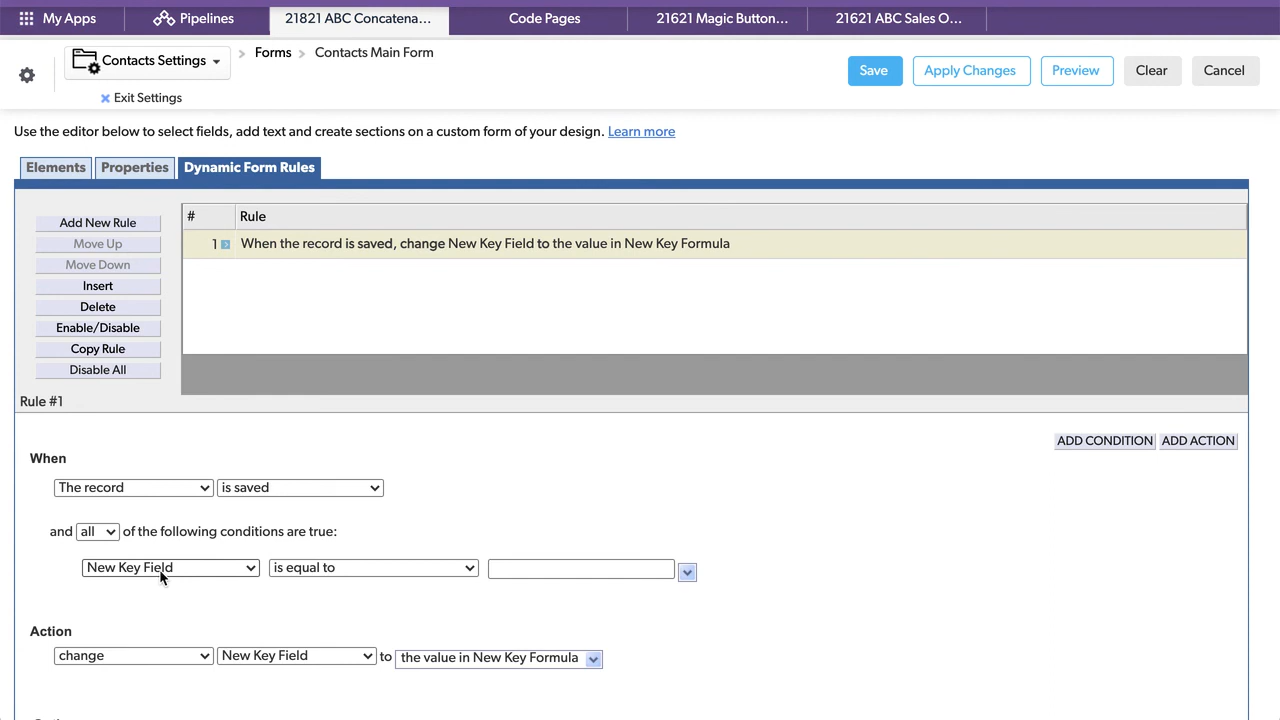 My Apps
Pipelines
21821 ABC Concatena...
Code Pages
21621 Magic Button...
21621 ABC Sales O...
Contacts Settings
Forms
Contacts Main Form
Save
Apply Changes
Preview
Clear
Cancel
Exit Settings
Use the editor below to select fields, add text and create sections on a custom form of your design. Learn more
Elements
Properties
Dynamic Form Rules
Add New Rule
Move Up
Move Down
Insert
Delete
Enable/Disable
Copy Rule
Disable All
# Rule
1 When the record is saved, change New Key Field to the value in New Key Formula
Rule #1
ADD CONDITION ADD ACTION
When
The record is saved
and all of the following conditions are true:
New Key Field is equal to
Action
change New Key Field to the value in New Key Formula